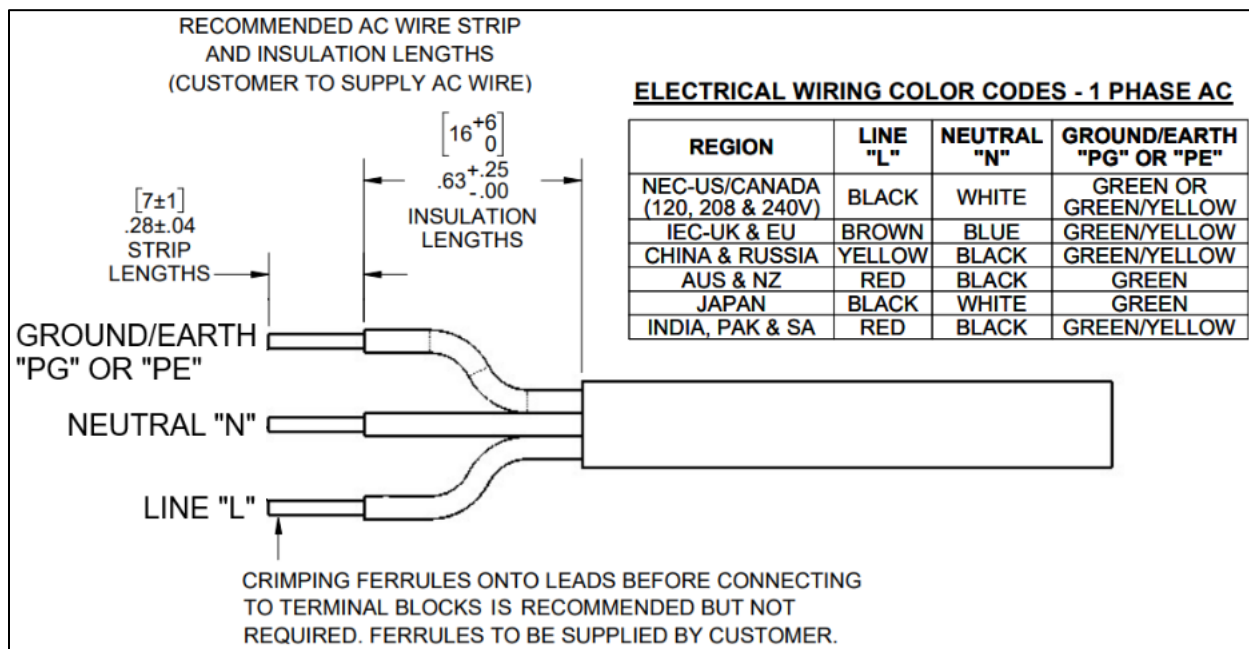 RECOMMENDED AC WIRE STRIP
AND INSULATION LENGTHS
(CUSTOMER TO SUPPLY AC WIRE)
[16 +6 0]
.63 +.25 -.00
INSULATION
LENGTHS
[7±1]
.28±.04
STRIP
LENGTHS
ELECTRICAL WIRING COLOR CODES - 1 PHASE AC
REGION LINE "L" NEUTRAL "N" GROUND/EARTH "PG" OR "PE"
NEC-US/CANADA (120, 208 & 240V) BLACK WHITE GREEN OR GREEN/YELLOW
IEC-UK & EU BROWN BLUE GREEN/YELLOW
CHINA & RUSSIA YELLOW BLACK GREEN/YELLOW
AUS & NZ RED BLACK GREEN
JAPAN BLACK WHITE GREEN
INDIA, PAK & SA RED BLACK GREEN/YELLOW
GROUND/EARTH
"PG" OR "PE"
NEUTRAL "N"
LINE "L"
CRIMPING FERRULES ONTO LEADS BEFORE CONNECTING
TO TERMINAL BLOCKS IS RECOMMENDED BUT NOT
REQUIRED. FERRULES TO BE SUPPLIED BY CUSTOMER.